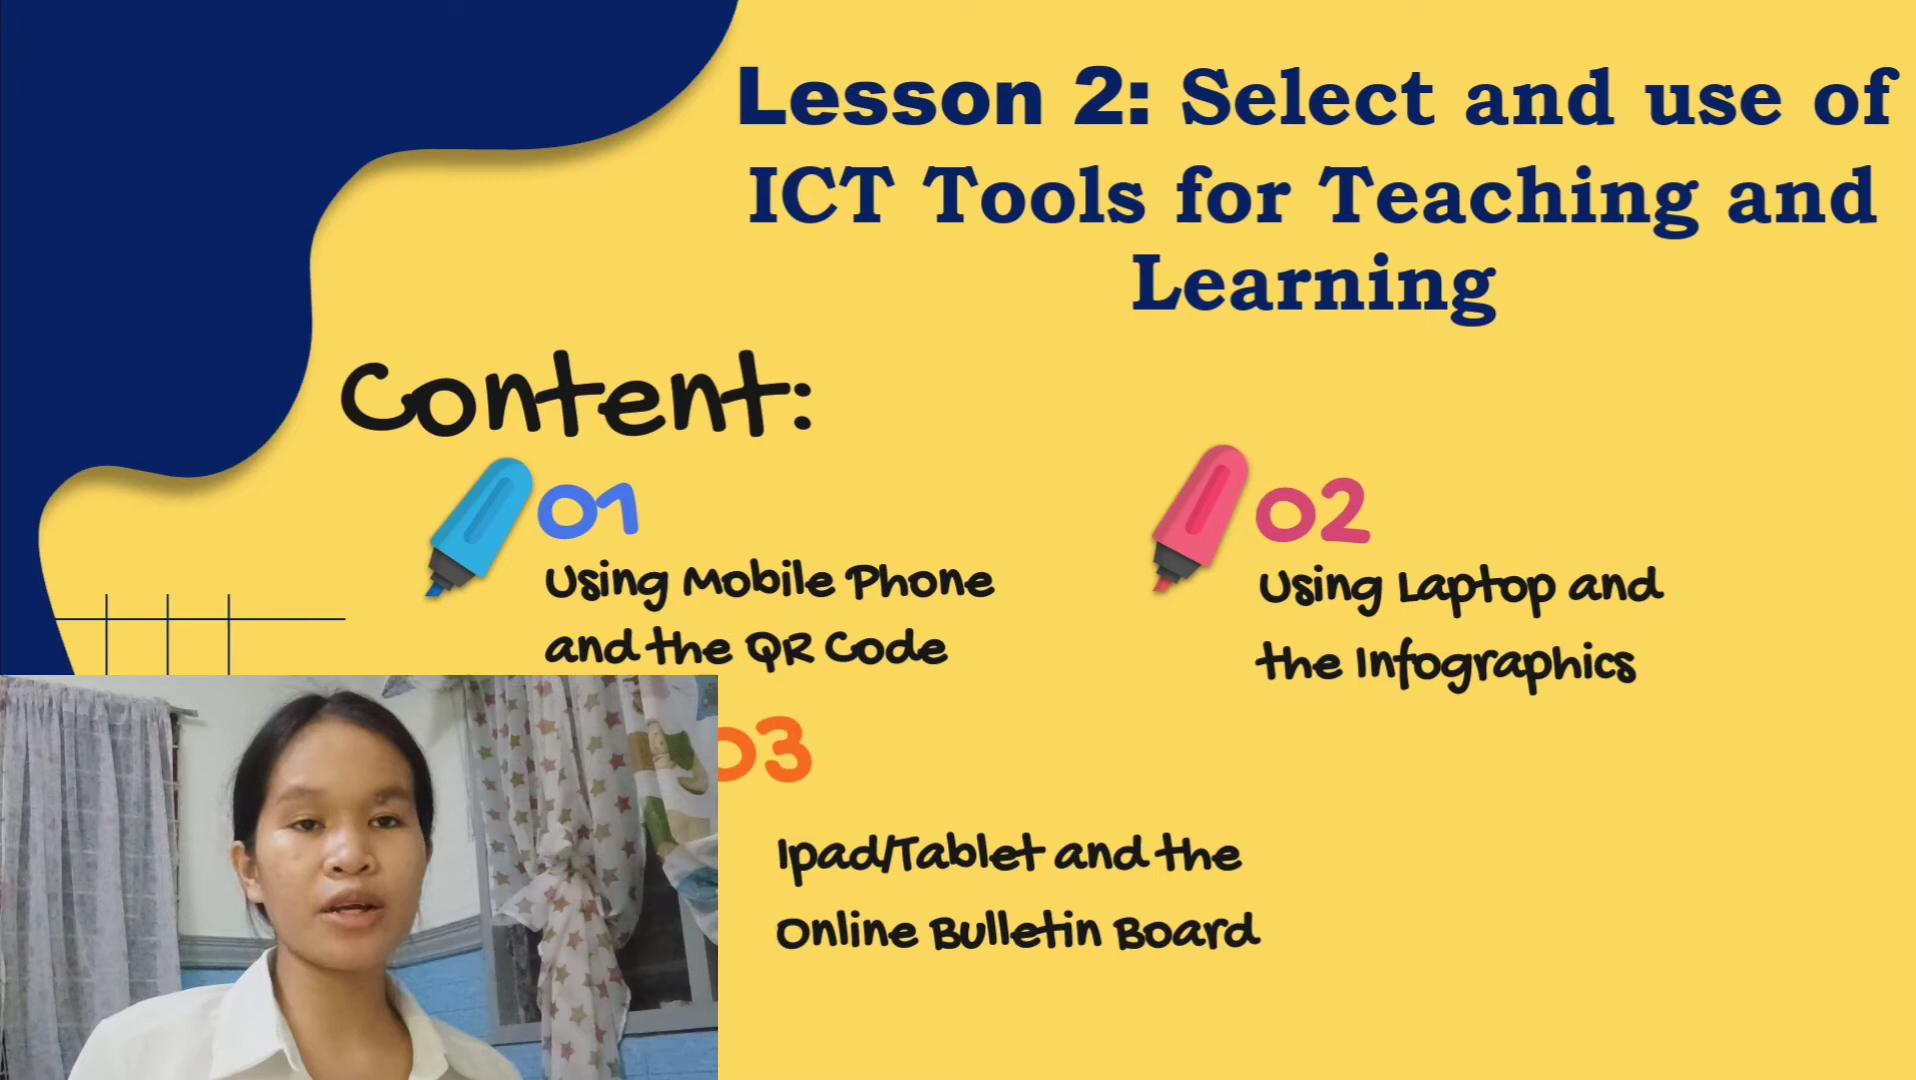 Lesson 2: Select and use of
ICT Tools for Teaching and
Learning
Content:
01
Using Mobile Phone
and the QR Code
02
Using Laptop and
the Infographics
03
Ipad/Tablet and the
Online Bulletin Board